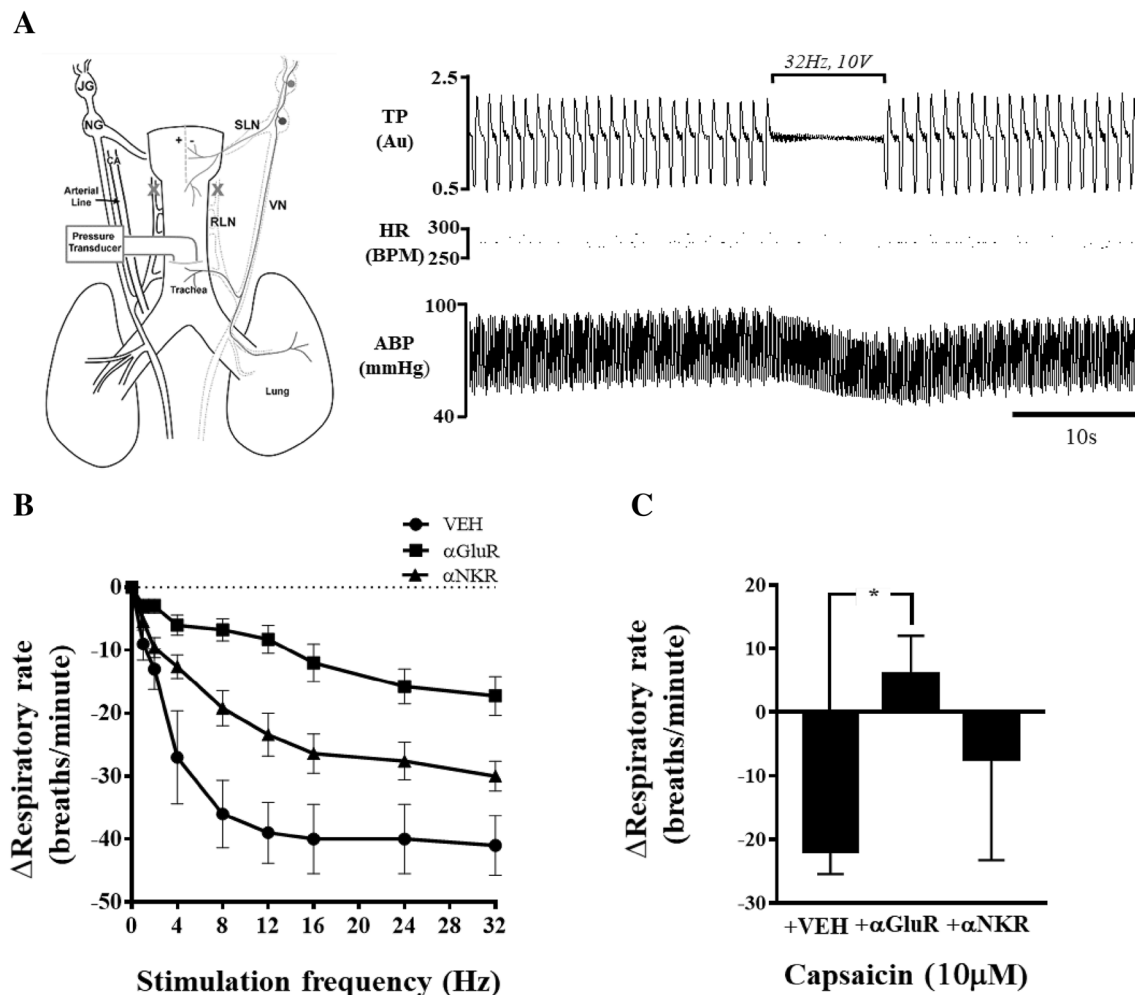 A
JG
NG
CA
Arterial
Line
Pressure
Transducer
+ -
SLN
X
X
RLN
VN
Trachea
Lung
32Hz, 10V
2.5
TP
(Au)
0.5
HR
(BPM)
300
250
100
ABP
(mmHg)
40
10s
B
VEH
αGluR
αNKR
0
-10
-20
-30
-40
-50
ΔRespiratory rate
(breaths/minute)
0 4 8 12 16 20 24 28 32
Stimulation frequency (Hz)
C
20
10
0
-10
-20
-30
*
ΔRespiratory rate
(breaths/minute)
+VEH +αGluR +αNKR
Capsaicin (10μM)